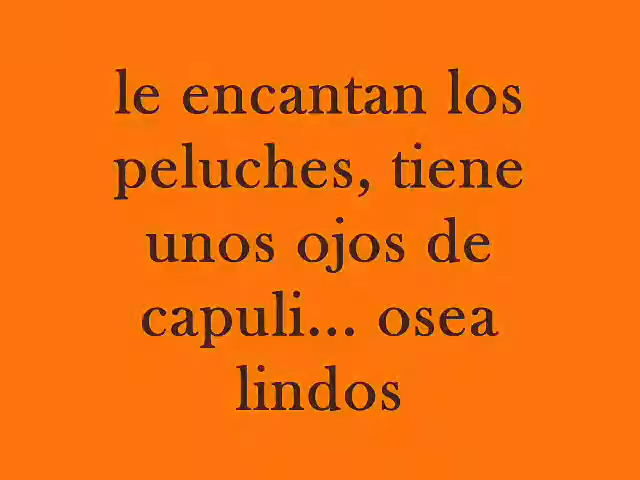 le encantan los
peluches, tiene
unos ojos de
capuli... osea
lindos